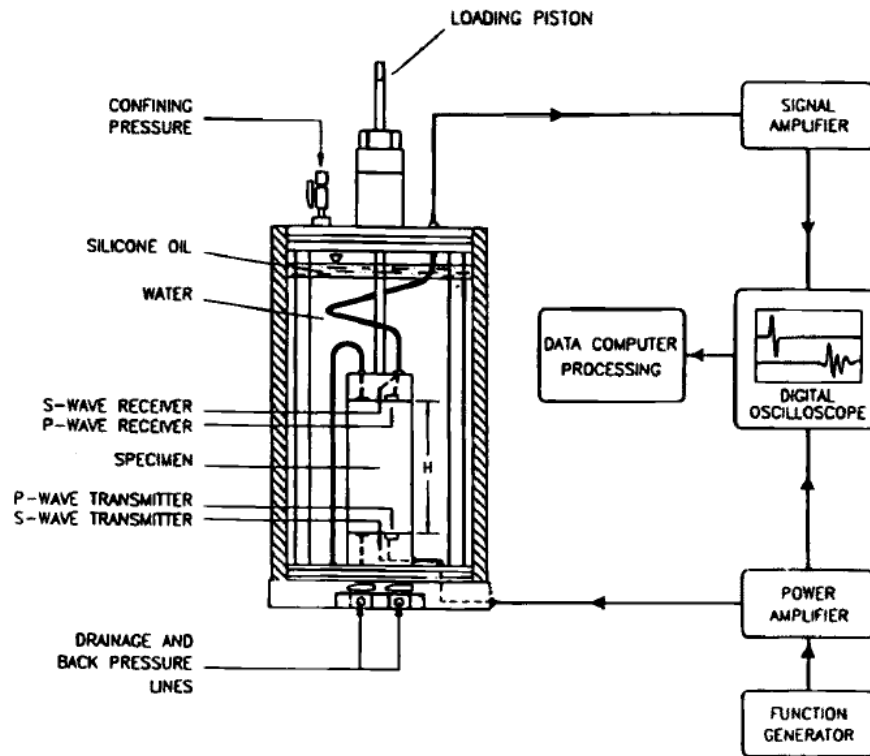 LOADING PISTON
CONFINING
PRESSURE
SIGNAL
AMPLIFIER
SILICONE OIL
WATER
DATA COMPUTER
PROCESSING
DIGITAL
OSCILLOSCOPE
S-WAVE RECEIVER
P-WAVE RECEIVER
SPECIMEN
H
P-WAVE TRANSMITTER
S-WAVE TRANSMITTER
POWER
AMPLIFIER
DRAINAGE AND
BACK PRESSURE
LINES
FUNCTION
GENERATOR